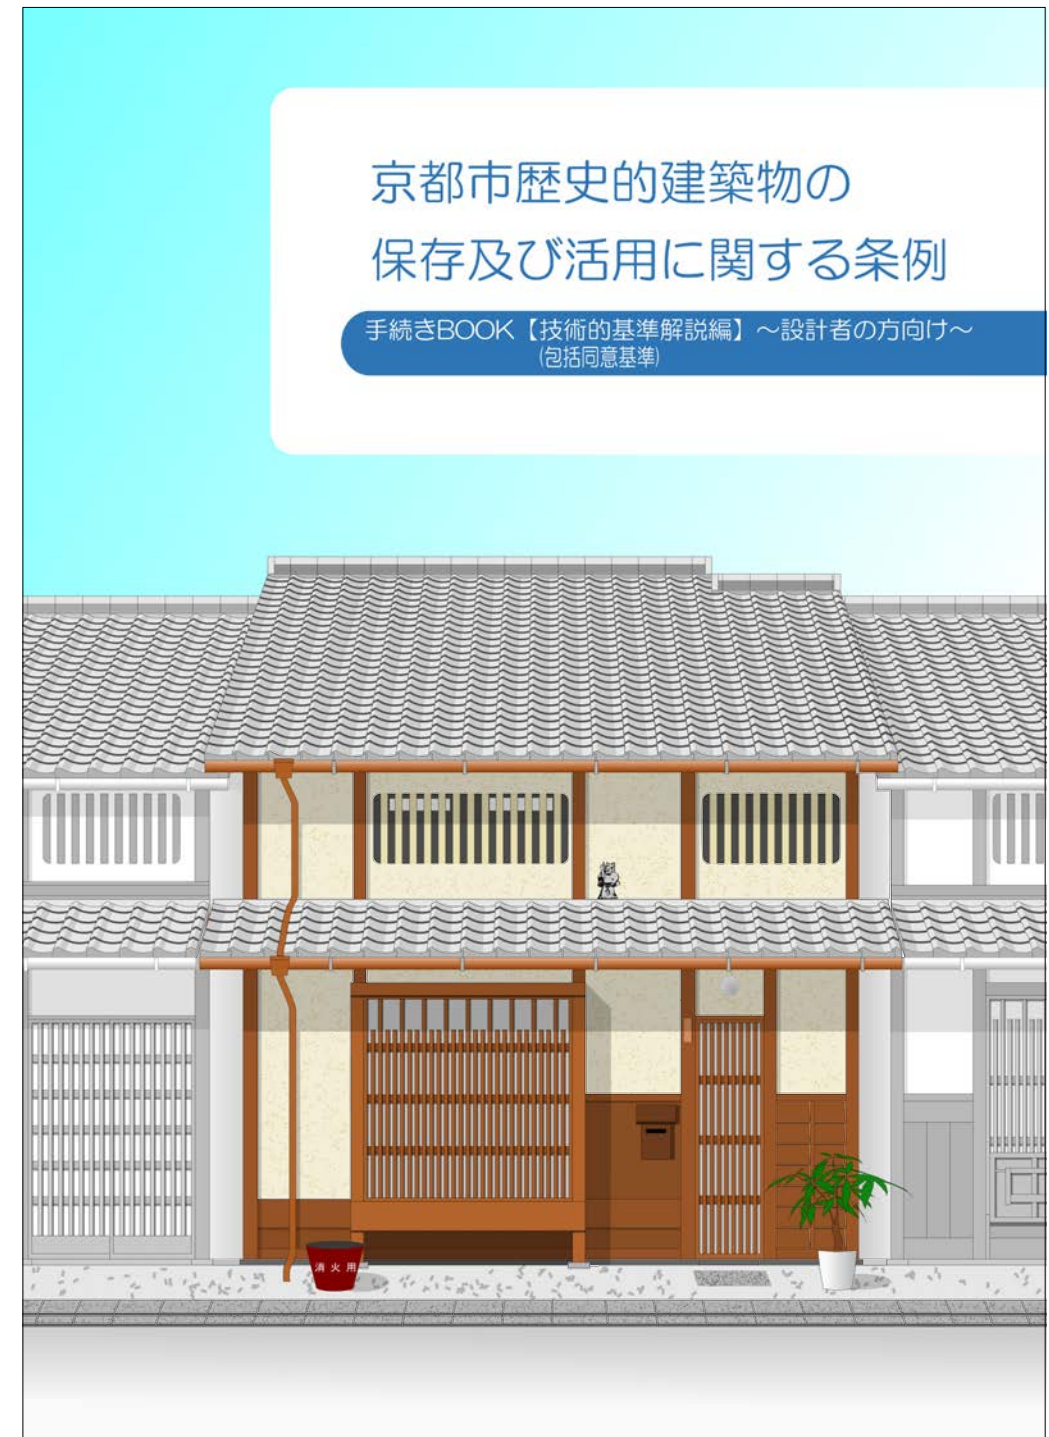 京都市歴史的建築物の
保存及び活用に関する条例
手続きBOOK【技術的基準解説編】～設計者の方向け～
(包括同意基準)
消火用